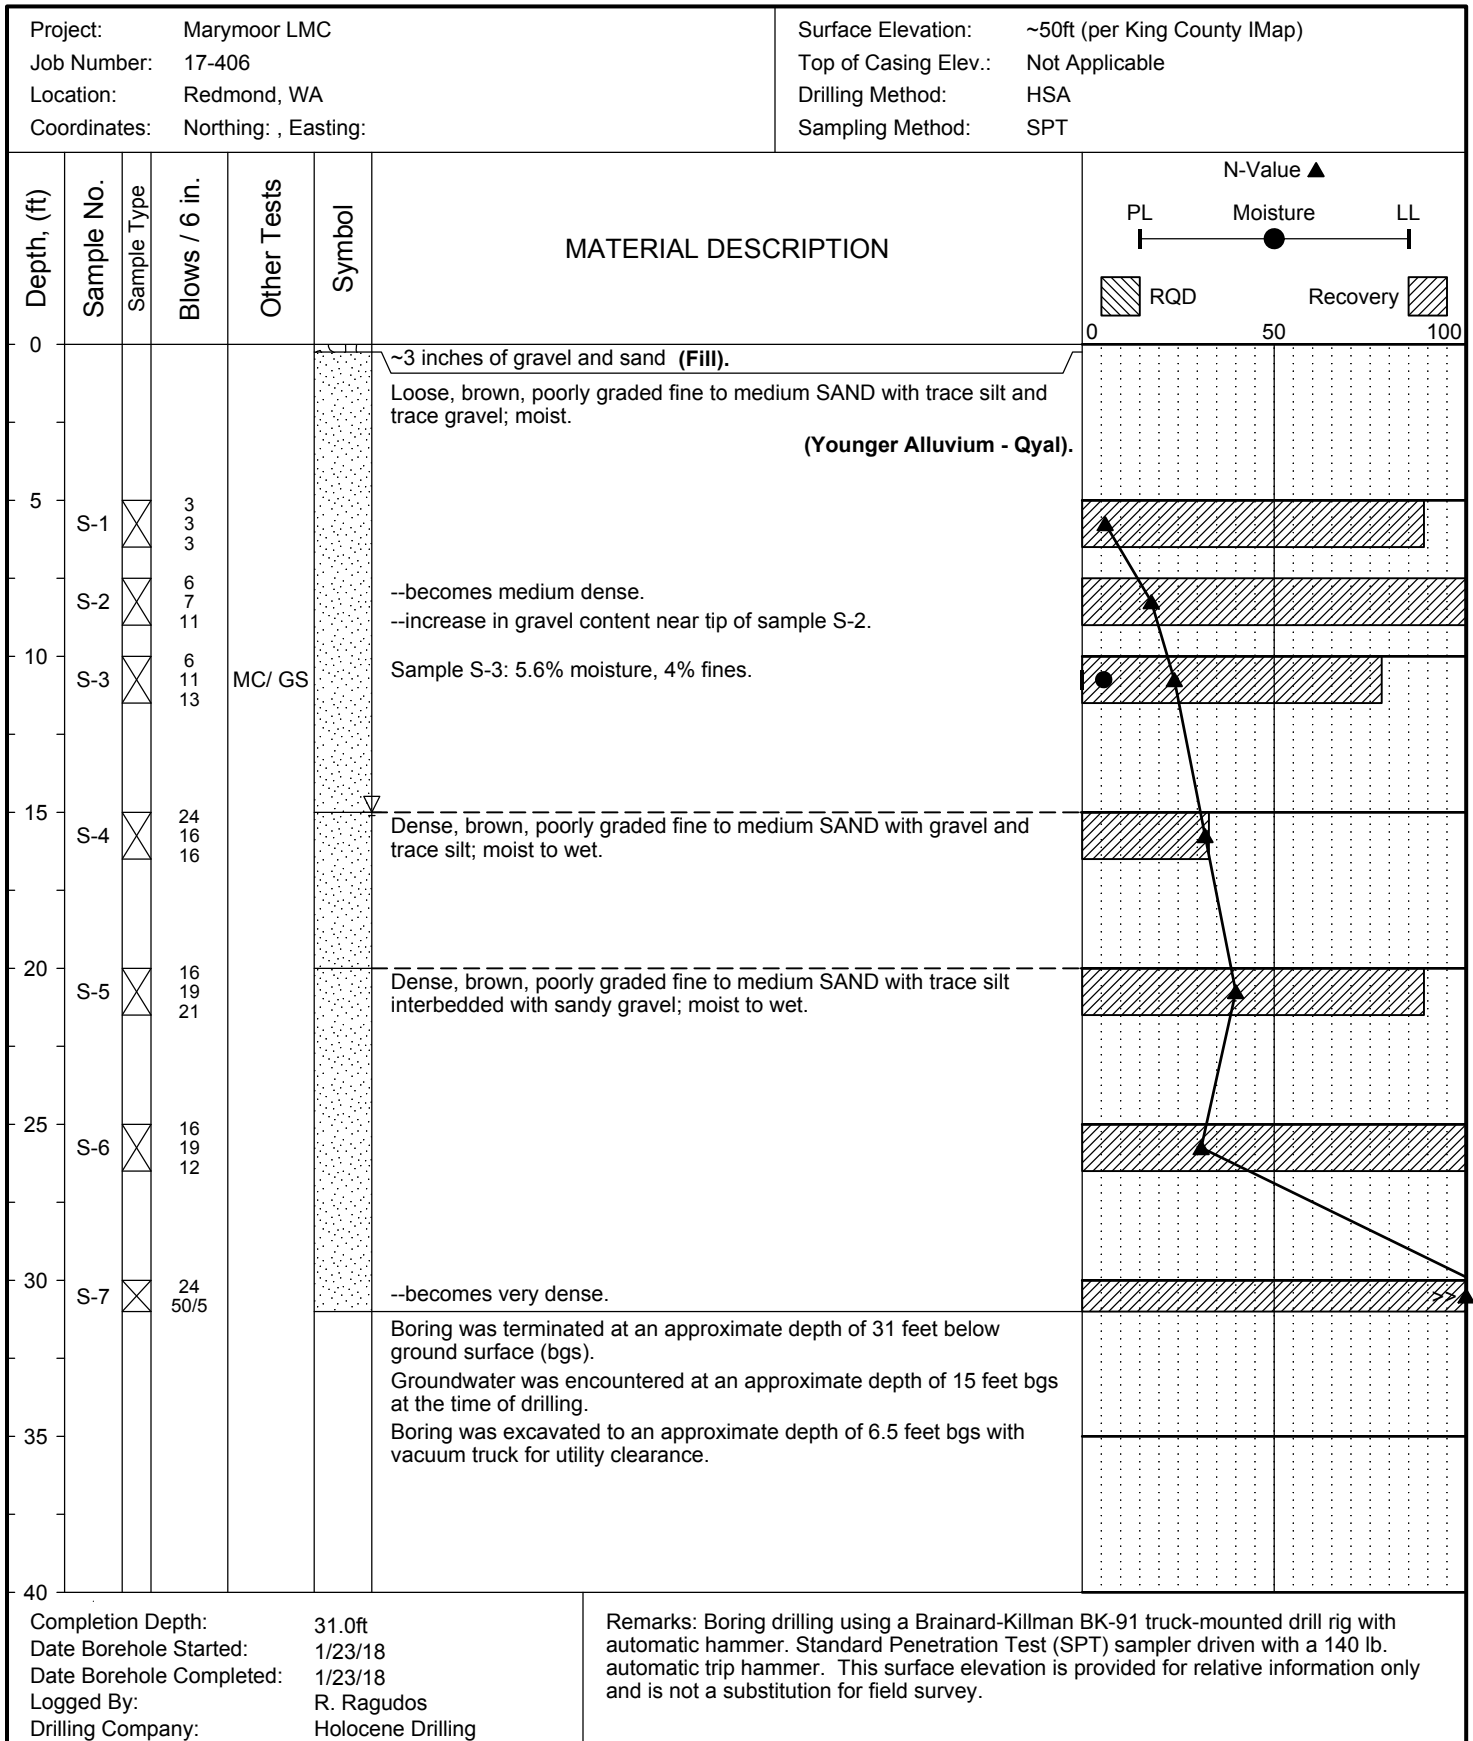 Project: Marymoor LMC
Job Number: 17-406
Location: Redmond, WA
Coordinates: Northing: , Easting:
Surface Elevation: ~50ft (per King County IMap)
Top of Casing Elev.: Not Applicable
Drilling Method: HSA
Sampling Method: SPT
Depth, (ft)
Sample No.
Sample Type
Blows / 6 in.
Other Tests
Symbol
MATERIAL DESCRIPTION
N-Value ▲
PL Moisture LL
RQD Recovery
0 50 100
0
~3 inches of gravel and sand (Fill).
Loose, brown, poorly graded fine to medium SAND with trace silt and
trace gravel; moist.
(Younger Alluvium - Qyal).
5
S-1
3
3
3
S-2
6
7
11
--becomes medium dense.
--increase in gravel content near tip of sample S-2.
10
S-3
6
11
13
MC/ GS
Sample S-3: 5.6% moisture, 4% fines.
15
S-4
24
16
16
Dense, brown, poorly graded fine to medium SAND with gravel and
trace silt; moist to wet.
20
S-5
16
19
21
Dense, brown, poorly graded fine to medium SAND with trace silt
interbedded with sandy gravel; moist to wet.
25
S-6
16
19
12
30
S-7
24
50/5
--becomes very dense.
>>
Boring was terminated at an approximate depth of 31 feet below
ground surface (bgs).
Groundwater was encountered at an approximate depth of 15 feet bgs
at the time of drilling.
Boring was excavated to an approximate depth of 6.5 feet bgs with
vacuum truck for utility clearance.
35
40
Completion Depth: 31.0ft
Date Borehole Started: 1/23/18
Date Borehole Completed: 1/23/18
Logged By: R. Ragudos
Drilling Company: Holocene Drilling
Remarks: Boring drilling using a Brainard-Killman BK-91 truck-mounted drill rig with
automatic hammer. Standard Penetration Test (SPT) sampler driven with a 140 lb.
automatic trip hammer. This surface elevation is provided for relative information only
and is not a substitution for field survey.